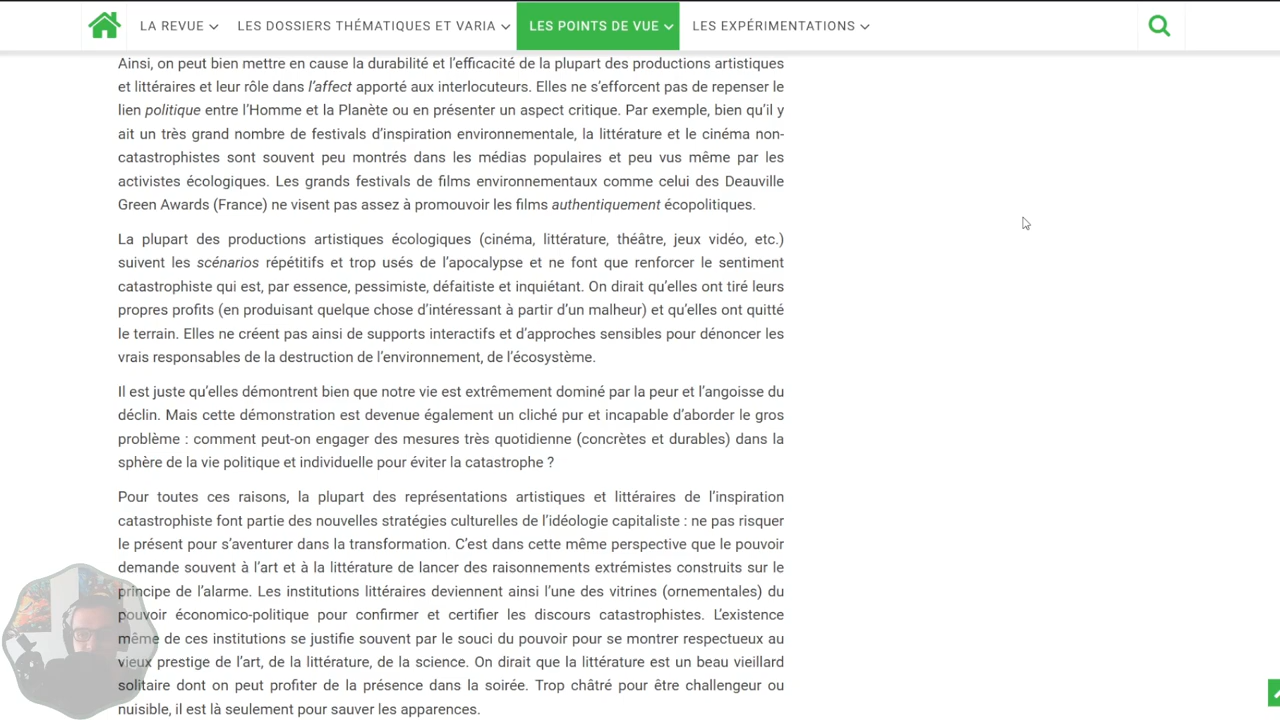 LA REVUE LES DOSSIERS THÉMATIQUES ET VARIA LES POINTS DE VUE LES EXPÉRIMENTATIONS
Ainsi, on peut bien mettre en cause la durabilité et l’efficacité de la plupart des productions artistiques
et littéraires et leur rôle dans l’affect apporté aux interlocuteurs. Elles ne s’efforcent pas de repenser le
lien politique entre l’Homme et la Planète ou en présenter un aspect critique. Par exemple, bien qu’il y
ait un très grand nombre de festivals d’inspiration environnementale, la littérature et le cinéma non-
catastrophistes sont souvent peu montrés dans les médias populaires et peu vus même par les
activistes écologiques. Les grands festivals de films environnementaux comme celui des Deauville
Green Awards (France) ne visent pas assez à promouvoir les films authentiquement écopolitiques.
La plupart des productions artistiques écologiques (cinéma, littérature, théâtre, jeux vidéo, etc.)
suivent les scénarios répétitifs et trop usés de l’apocalypse et ne font que renforcer le sentiment
catastrophiste qui est, par essence, pessimiste, défaitiste et inquiétant. On dirait qu’elles ont tiré leurs
propres profits (en produisant quelque chose d’intéressant à partir d’un malheur) et qu’elles ont quitté
le terrain. Elles ne créent pas ainsi de supports interactifs et d’approches sensibles pour dénoncer les
vrais responsables de la destruction de l’environnement, de l’écosystème.
Il est juste qu’elles démontrent bien que notre vie est extrêmement dominé par la peur et l’angoisse du
déclin. Mais cette démonstration est devenue également un cliché pur et incapable d’aborder le gros
problème : comment peut-on engager des mesures très quotidienne (concrètes et durables) dans la
sphère de la vie politique et individuelle pour éviter la catastrophe ?
Pour toutes ces raisons, la plupart des représentations artistiques et littéraires de l’inspiration
catastrophiste font partie des nouvelles stratégies culturelles de l’idéologie capitaliste : ne pas risquer
le présent pour s’aventurer dans la transformation. C’est dans cette même perspective que le pouvoir
demande souvent à l’art et à la littérature de lancer des raisonnements extrémistes construits sur le
principe de l’alarme. Les institutions littéraires deviennent ainsi l’une des vitrines (ornementales) du
pouvoir économico-politique pour confirmer et certifier les discours catastrophistes. L’existence
même de ces institutions se justifie souvent par le souci du pouvoir pour se montrer respectueux au
vieux prestige de l’art, de la littérature, de la science. On dirait que la littérature est un beau vieillard
solitaire dont on peut profiter de la présence dans la soirée. Trop châtré pour être challengeur ou
nuisible, il est là seulement pour sauver les apparences.